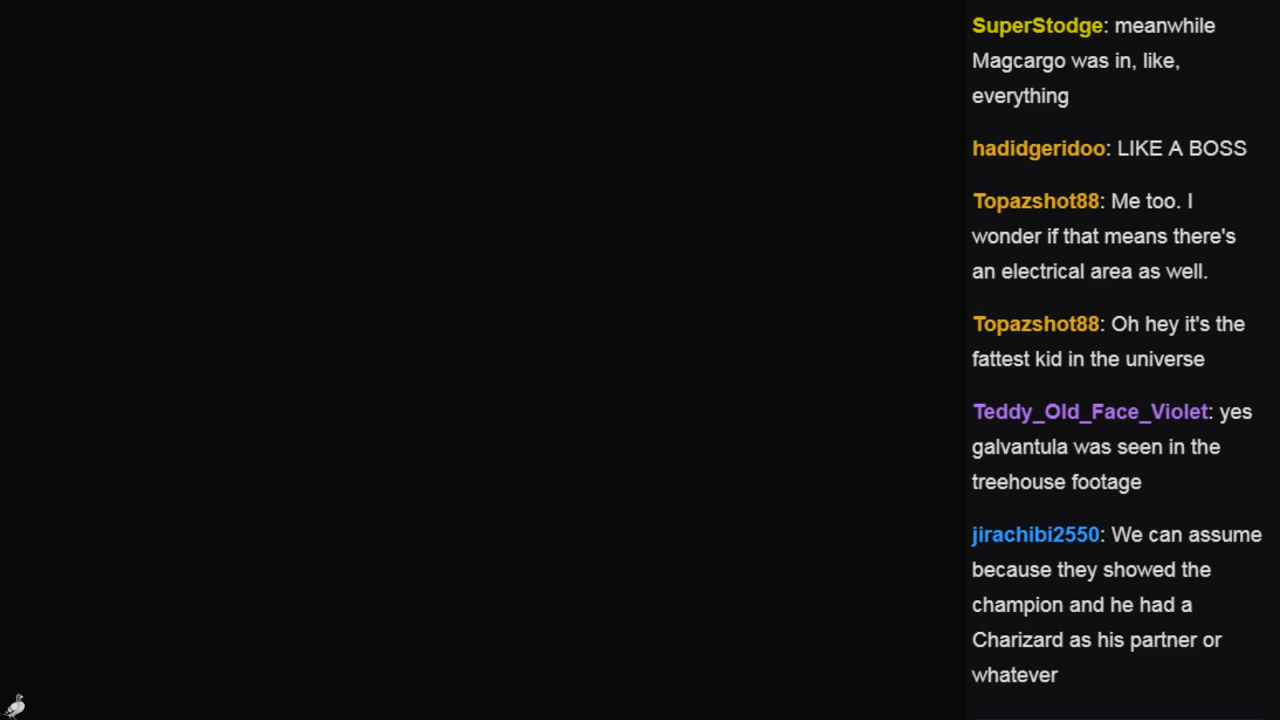 SuperStodge: meanwhile
Magcargo was in, like,
everything
hadidgeridoo: LIKE A BOSS
Topazshot88: Me too. I
wonder if that means there's
an electrical area as well.
Topazshot88: Oh hey it's the
fattest kid in the universe
Teddy_Old_Face_Violet: yes
galvantula was seen in the
treehouse footage
jirachibi2550: We can assume
because they showed the
champion and he had a
Charizard as his partner or
whatever